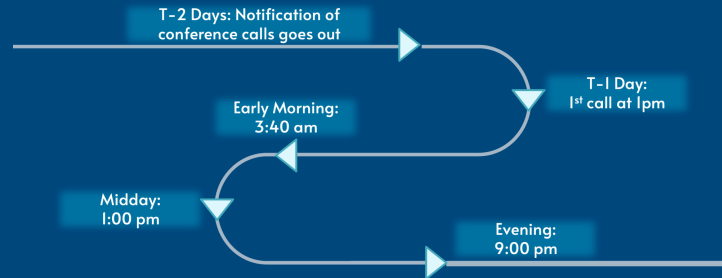 T-2 Days: Notification of
conference calls goes out
T-1 Day:
1st call at 1pm
Early Morning:
3:40 am
Midday:
1:00 pm
Evening:
9:00 pm